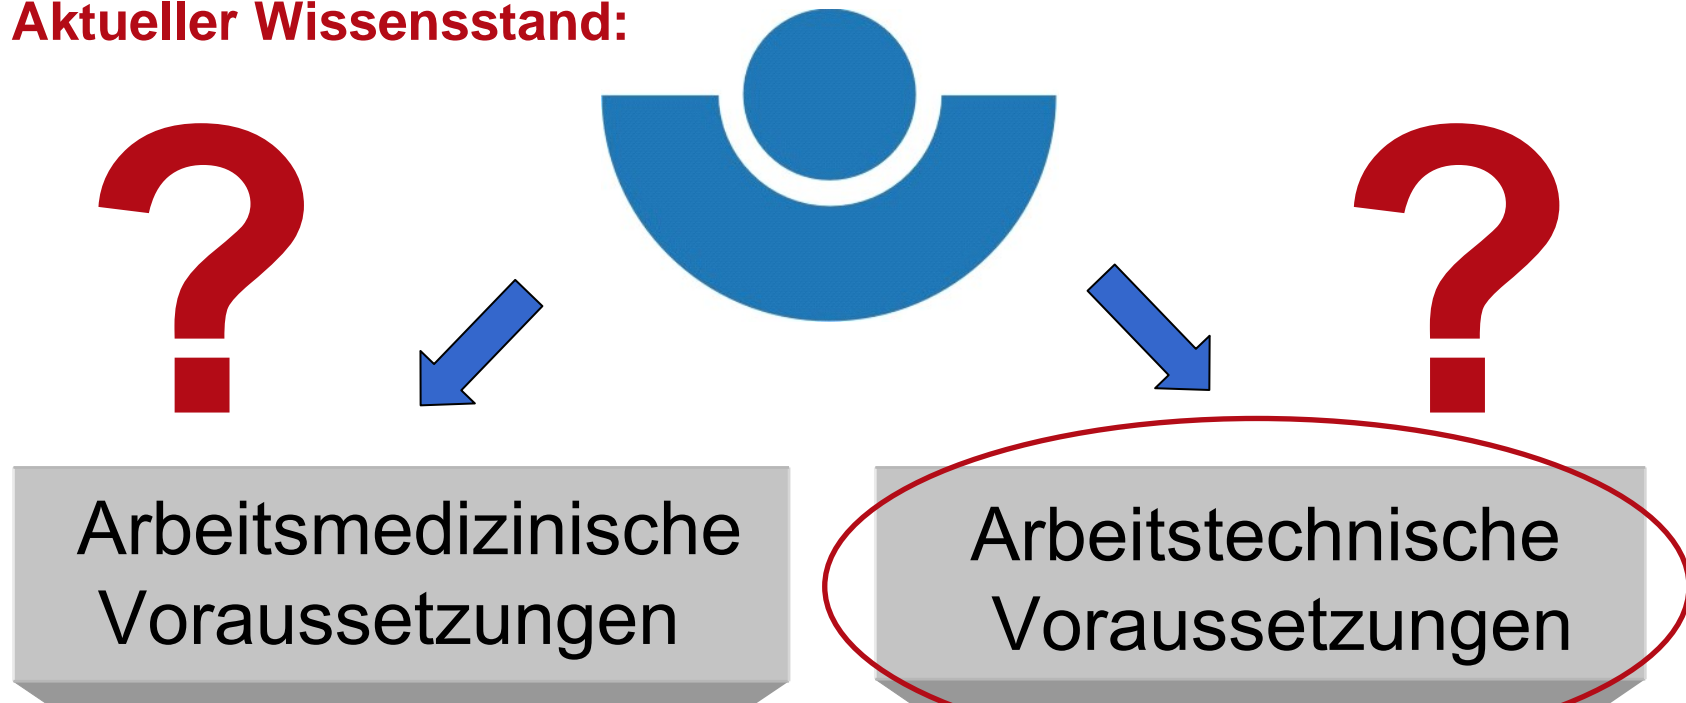 Aktueller Wissensstand:
? ?
Arbeitsmedizinische
Voraussetzungen
Arbeitstechnische
Voraussetzungen